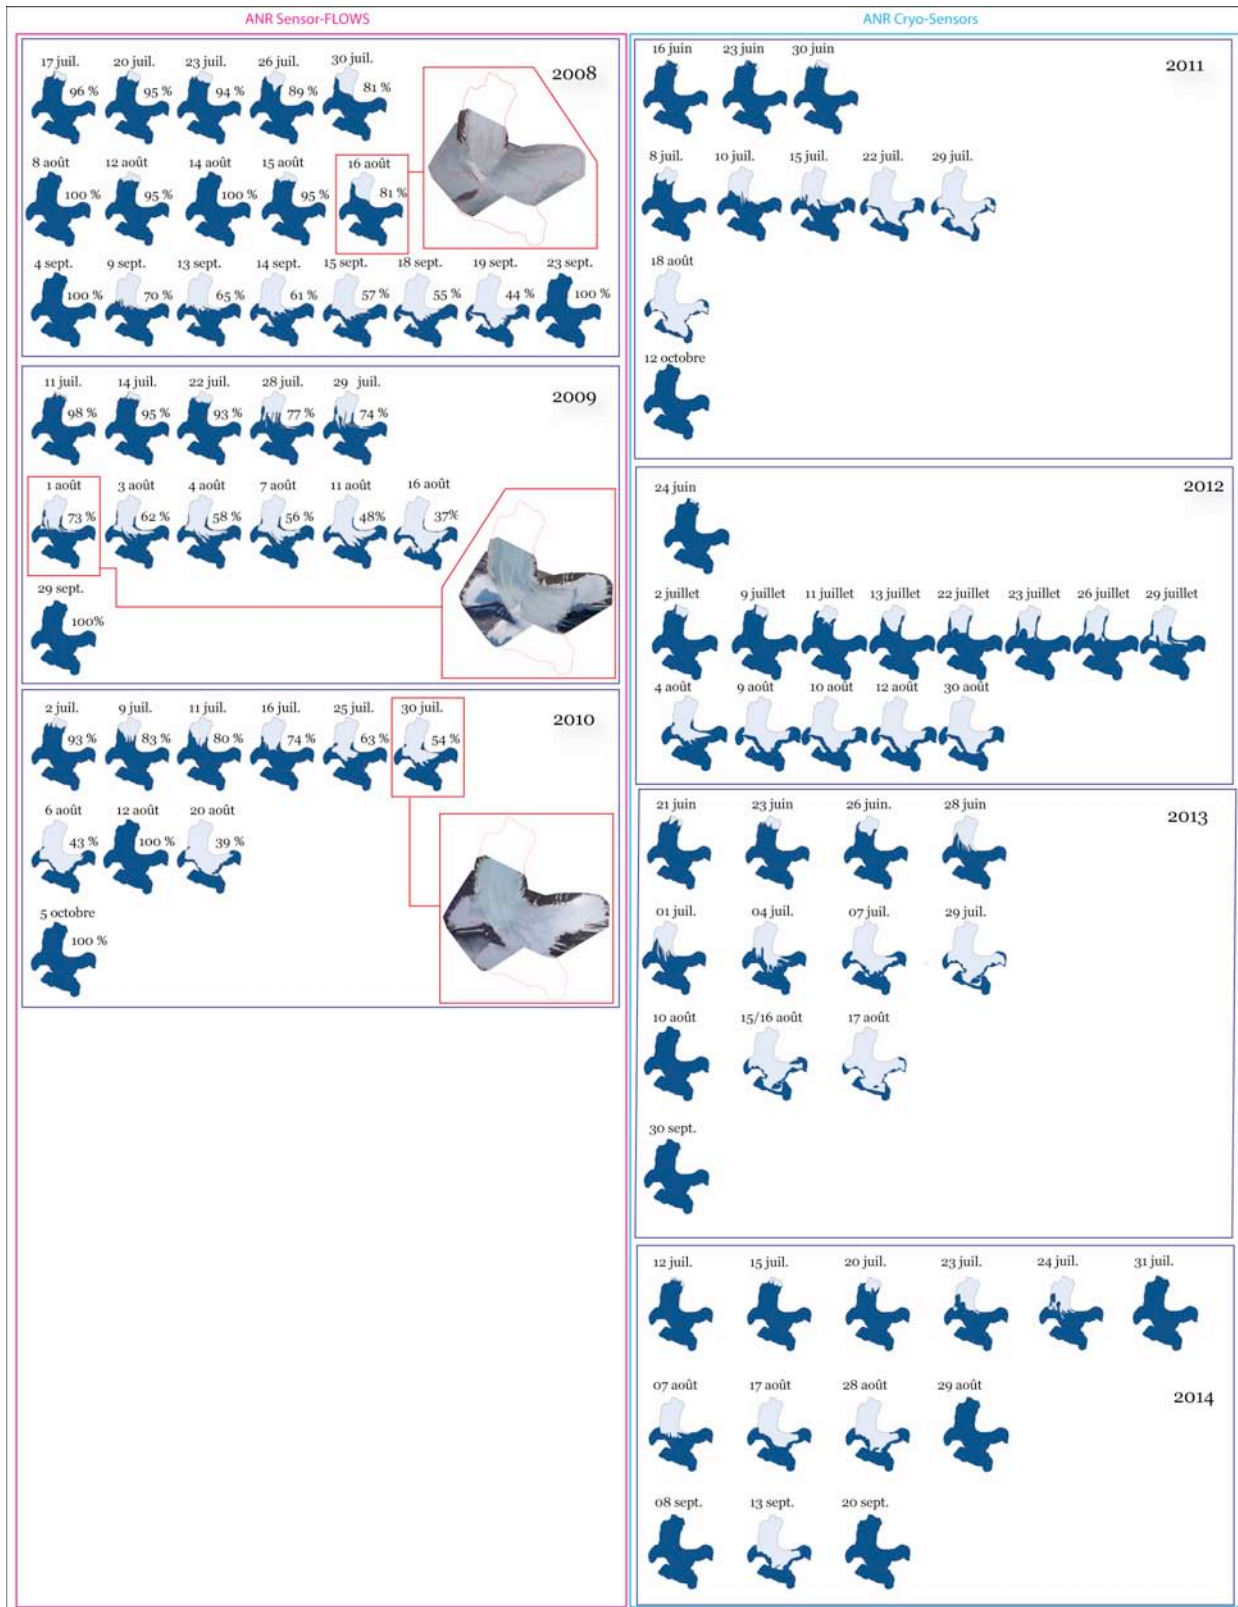 ANR Sensor-FLOWS
2008
17 juil. 20 juil. 23 juil. 26 juil. 30 juil.
96 % 95 % 94 % 89 % 81 %
8 août 12 août 14 août 15 août 16 août
100 % 95 % 100 % 95 % 81 %
4 sept. 9 sept. 13 sept. 14 sept. 15 sept. 18 sept. 19 sept. 23 sept.
100 % 70 % 65 % 61 % 57 % 55 % 44 % 100 %
2009
11 juil. 14 juil. 22 juil. 28 juil. 29 juil.
98 % 95 % 93 % 77 % 74 %
1 août 3 août 4 août 7 août 11 août 16 août
73 % 62 % 58 % 56 % 48% 37%
29 sept.
100%
2010
2 juil. 9 juil. 11 juil. 16 juil. 25 juil. 30 juil.
93 % 83 % 80 % 74 % 63 % 54 %
6 août 12 août 20 août
43 % 100 % 39 %
5 octobre
100 %
ANR Cryo-Sensors
2011
16 juin 23 juin 30 juin
8 juil. 10 juil. 15 juil. 22 juil. 29 juil.
18 août
12 octobre
2012
24 juin
2 juillet 9 juillet 11 juillet 13 juillet 22 juillet 23 juillet 26 juillet 29 juillet
4 août 9 août 10 août 12 août 30 août
2013
21 juin 23 juin 26 juin. 28 juin
01 juil. 04 juil. 07 juil. 29 juil.
10 août 15/16 août 17 août
30 sept.
12 juil. 15 juil. 20 juil. 23 juil. 24 juil. 31 juil.
07 août 17 août 28 août 29 août
2014
08 sept. 13 sept. 20 sept.